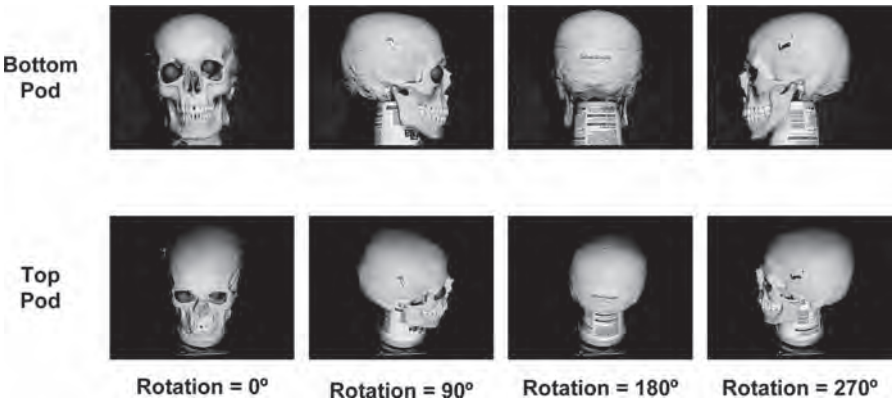 Bottom
Pod
Top
Pod
Rotation = 0º
Rotation = 90º
Rotation = 180º
Rotation = 270º